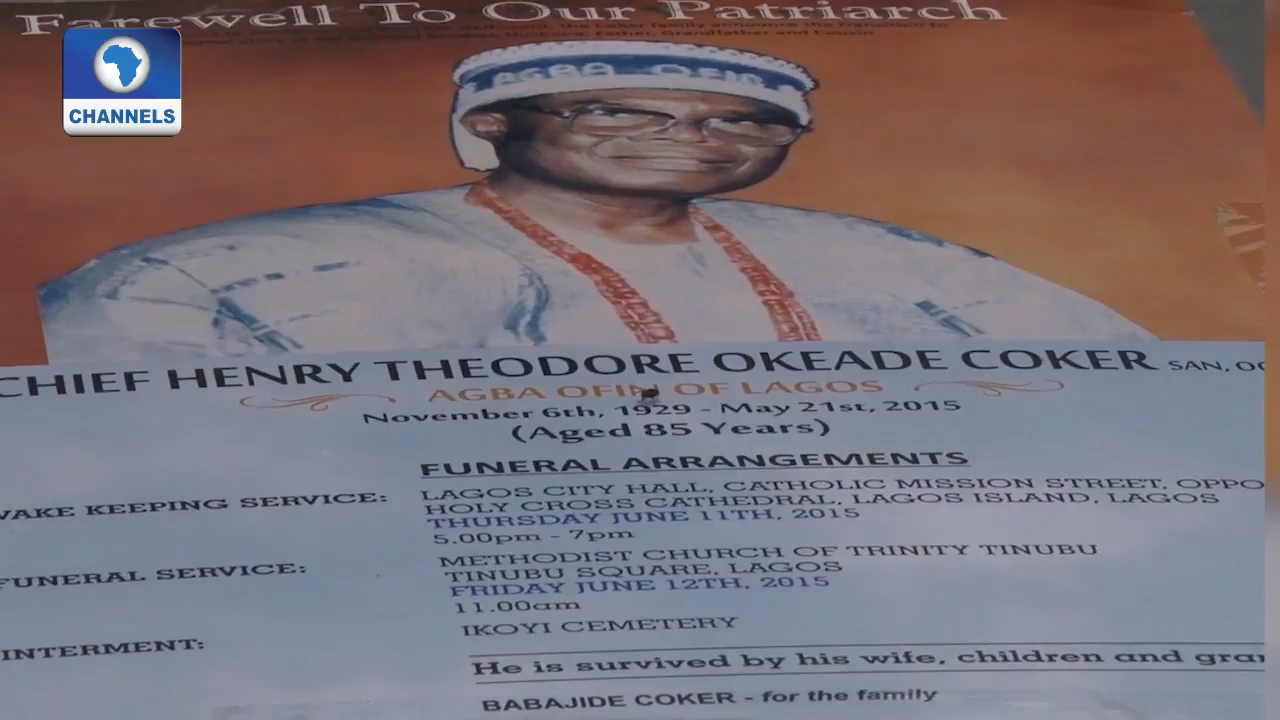 Farewell To Our Patriarch
CHANNELS
AGBA OFIN
CHIEF HENRY THEODORE OKEADE COKER SAN,
AGBA OFIN OF LAGOS
November 6th, 1929 - May 21st, 2015
(Aged 85 Years)
FUNERAL ARRANGEMENTS
WAKE KEEPING SERVICE:
LAGOS CITY HALL, CATHOLIC MISSION STREET, OPPO
HOLY CROSS CATHEDRAL, LAGOS ISLAND, LAGOS
THURSDAY JUNE 11TH, 2015
5.00pm - 7pm
FUNERAL SERVICE:
METHODIST CHURCH OF TRINITY TINUBU
TINUBU SQUARE, LAGOS
FRIDAY JUNE 12TH, 2015
11.00am
INTERMENT:
IKOYI CEMETERY
He is survived by his wife, children and gra
BABAJIDE COKER - for the family